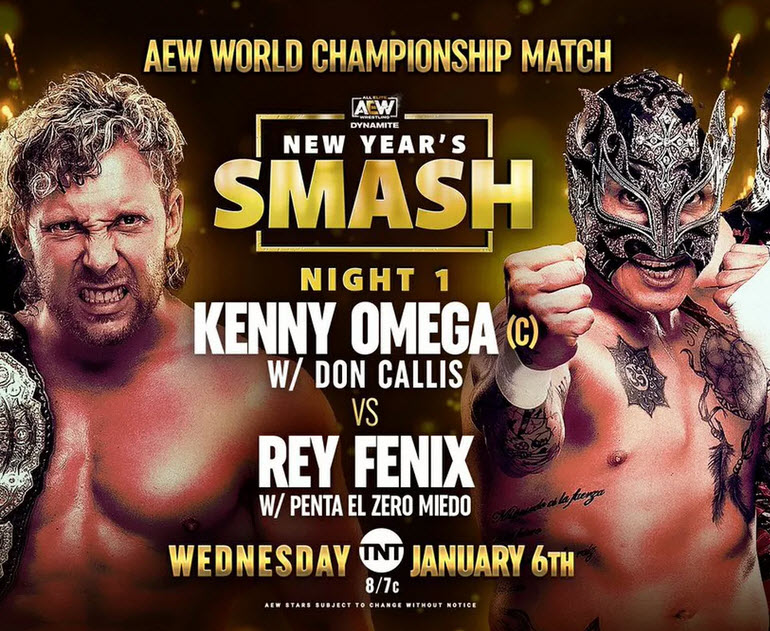 AEW WORLD CHAMPIONSHIP MATCH
ALL ELITE
AEW
WRESTLING
DYNAMITE
NEW YEAR'S
SMASH
NIGHT 1
KENNY OMEGA (C)
W/ DON CALLIS
VS
REY FENIX
W/ PENTA EL ZERO MIEDO
WEDNESDAY TNT JANUARY 6TH
8/7c
AEW STARS SUBJECT TO CHANGE WITHOUT NOTICE